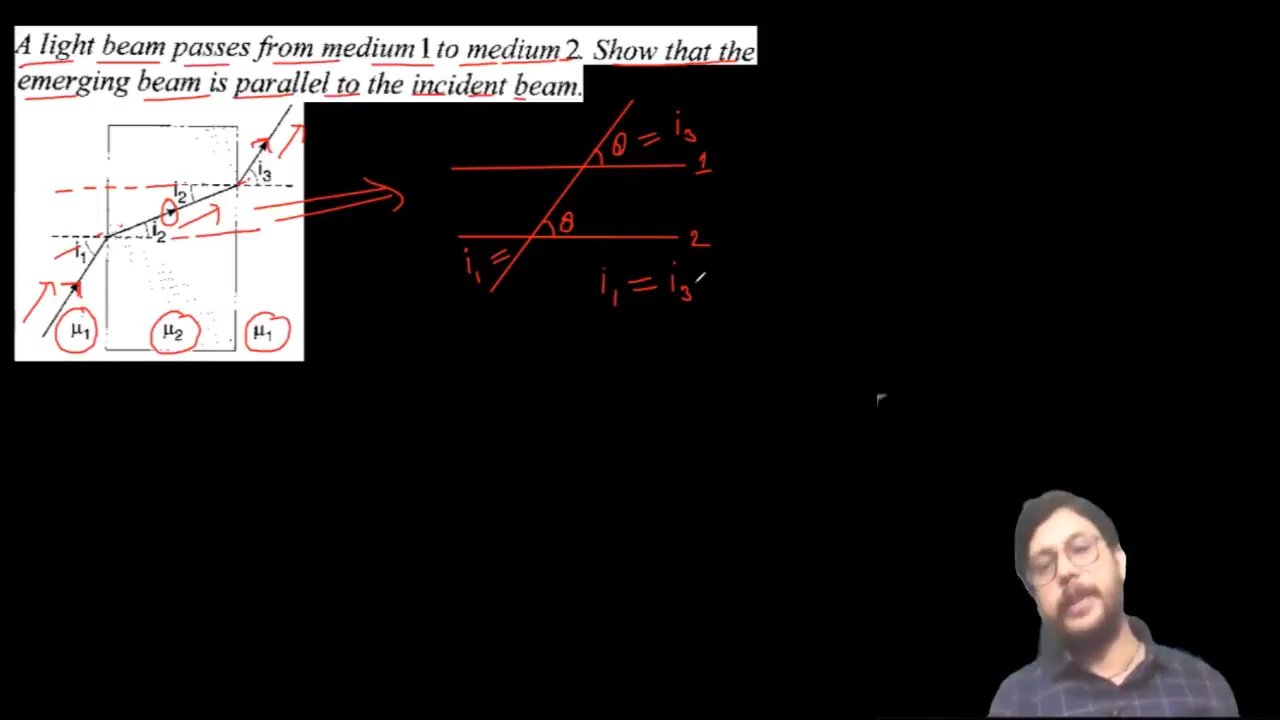 A light beam passes from medium 1 to medium 2. Show that the
emerging beam is parallel to the incident beam.
i3
i2
i2
i1
μ1
μ2
μ1
θ = i3
1
θ
2
i1 =
i1 = i3